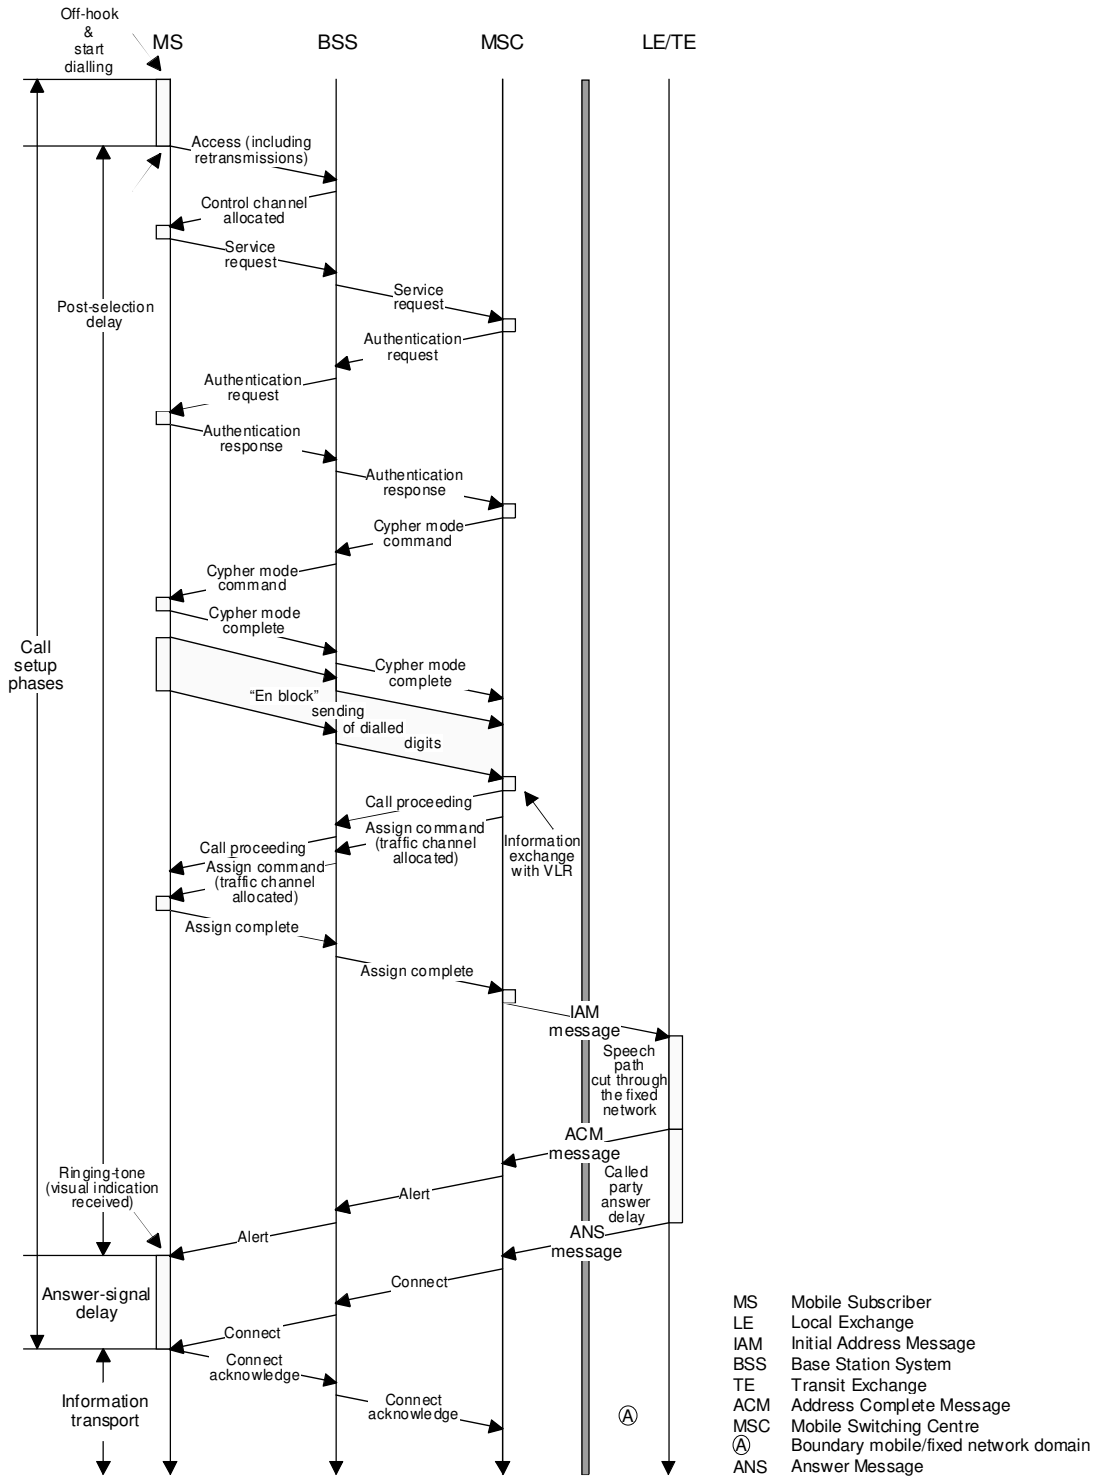 Off-hook
&
start
dialling
MS
BSS
MSC
LE/TE
Access (including
retransmissions)
Control channel
allocated
Service
request
Service
request
Post-selection
delay
Authentication
request
Authentication
request
Authentication
response
Authentication
response
Cypher mode
command
Cypher mode
command
Cypher mode
complete
Call
setup
phases
Cypher mode
complete
“En block”
sending
of dialled
digits
Call proceeding
Assign command
(traffic channel
allocated)
Information
exchange
with VLR
Call proceeding
Assign command
(traffic channel
allocated)
Assign complete
Assign complete
IAM
message
Speech
path
cut through
the fixed
network
ACM
message
Ringing-tone
(visual indication
received)
Called
party
answer
delay
Alert
Alert
ANS
message
Connect
Answer-signal
delay
Connect
Connect
acknowledge
Information
transport
Connect
acknowledge
A
MS Mobile Subscriber
LE Local Exchange
IAM Initial Address Message
BSS Base Station System
TE Transit Exchange
ACM Address Complete Message
MSC Mobile Switching Centre
A Boundary mobile/fixed network domain
ANS Answer Message